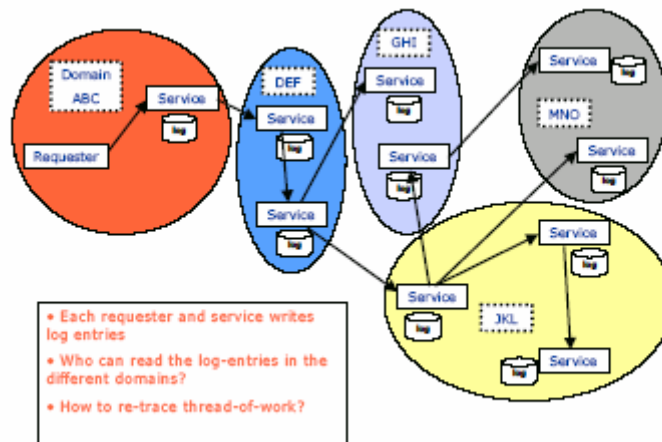 Domain
ABC
Service
log
Requester
DEF
Service
log
Service
log
GHI
Service
log
Service
log
Service
log
MNO
Service
log
Service
log
Service
log
JKL
Service
log
• Each requester and service writes
log entries
• Who can read the log-entries in the
different domains?
• How to re-trace thread-of-work?